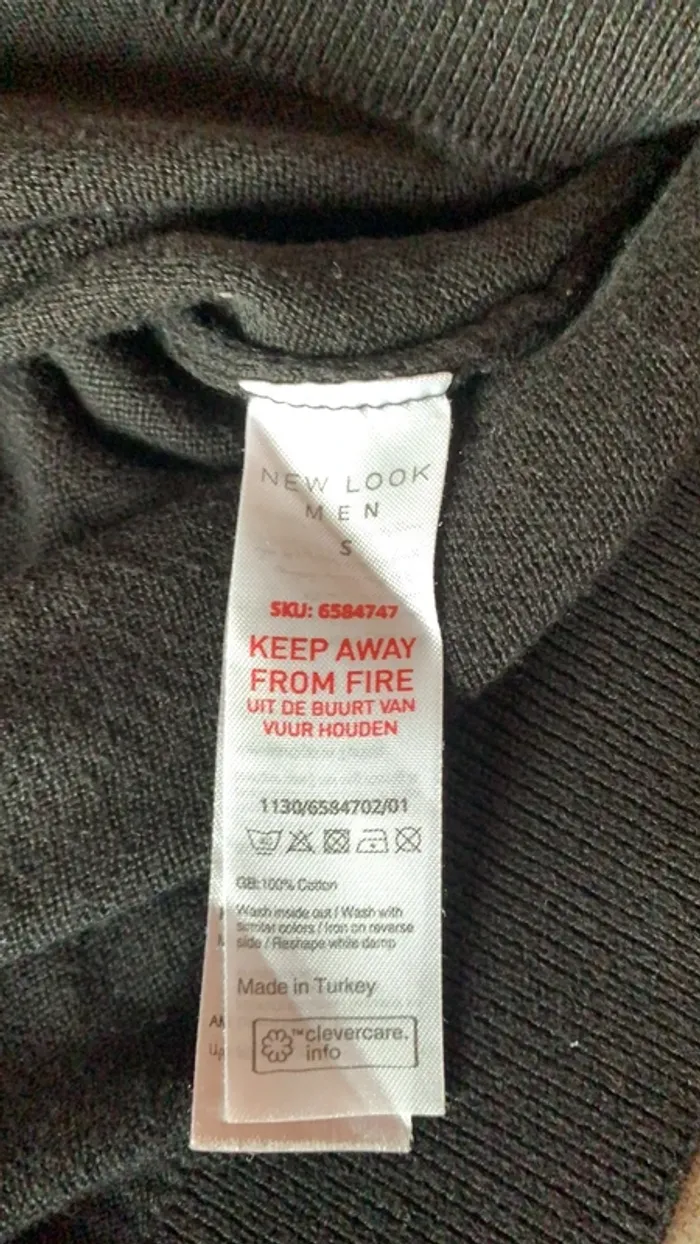 NEW LOOK
MEN
S
SKU: 6584747
KEEP AWAY
FROM FIRE
UIT DE BUURT VAN
VUUR HOUDEN
1130/6584702/01
GB:100% Cotton
Wash inside out / Wash with
similar colors / Iron on reverse
side / Reshape while damp
Made in Turkey
™clevercare.
info